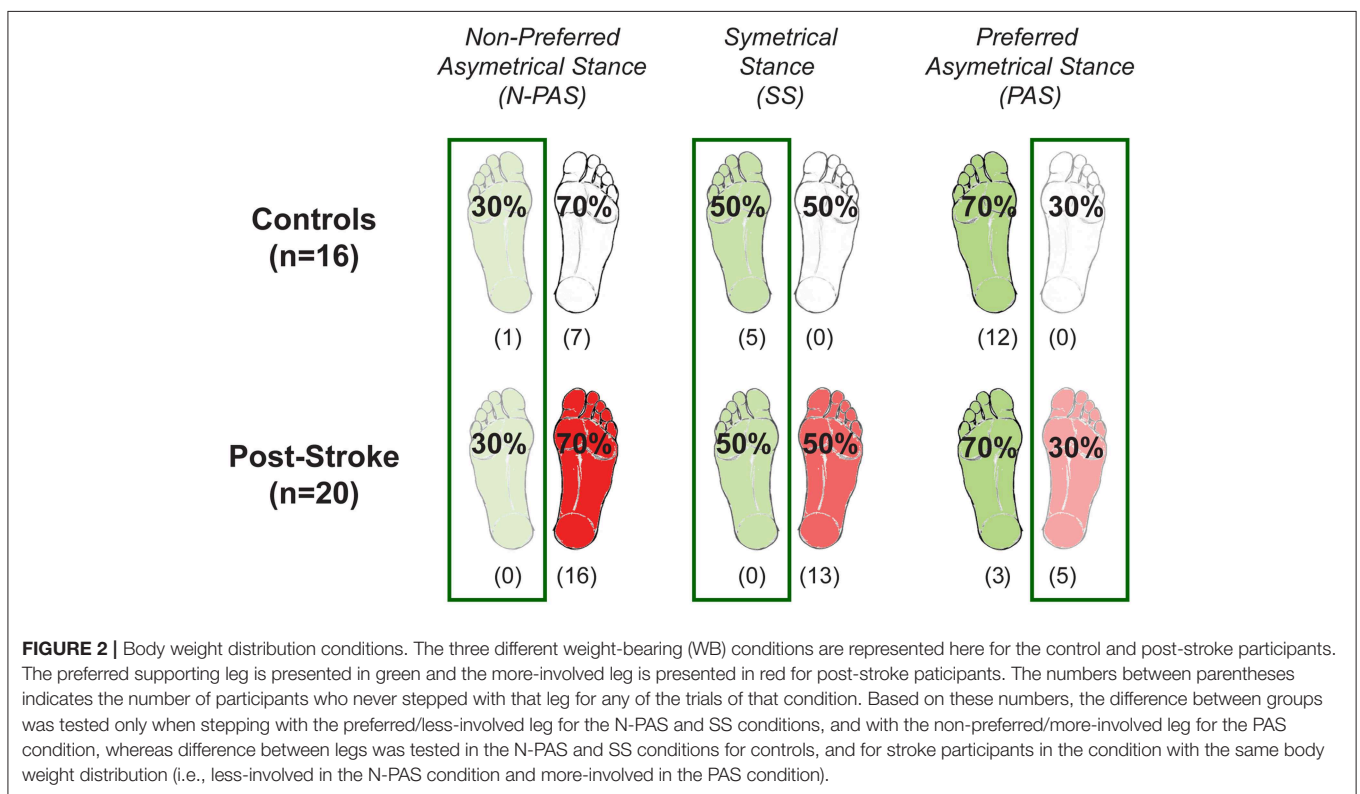 Non-Preferred
Asymetrical Stance
(N-PAS)
Symetrical
Stance
(SS)
Preferred
Asymetrical Stance
(PAS)
Controls
(n=16)
30% 70% 50% 50% 70% 30%
(1) (7) (5) (0) (12) (0)
Post-Stroke
(n=20)
30% 70% 50% 50% 70% 30%
(0) (16) (0) (13) (3) (5)
FIGURE 2 | Body weight distribution conditions. The three different weight-bearing (WB) conditions are represented here for the control and post-stroke participants.
The preferred supporting leg is presented in green and the more-involved leg is presented in red for post-stroke paticipants. The numbers between parentheses
indicates the number of participants who never stepped with that leg for any of the trials of that condition. Based on these numbers, the difference between groups
was tested only when stepping with the preferred/less-involved leg for the N-PAS and SS conditions, and with the non-preferred/more-involved leg for the PAS
condition, whereas difference between legs was tested in the N-PAS and SS conditions for controls, and for stroke participants in the condition with the same body
weight distribution (i.e., less-involved in the N-PAS condition and more-involved in the PAS condition).